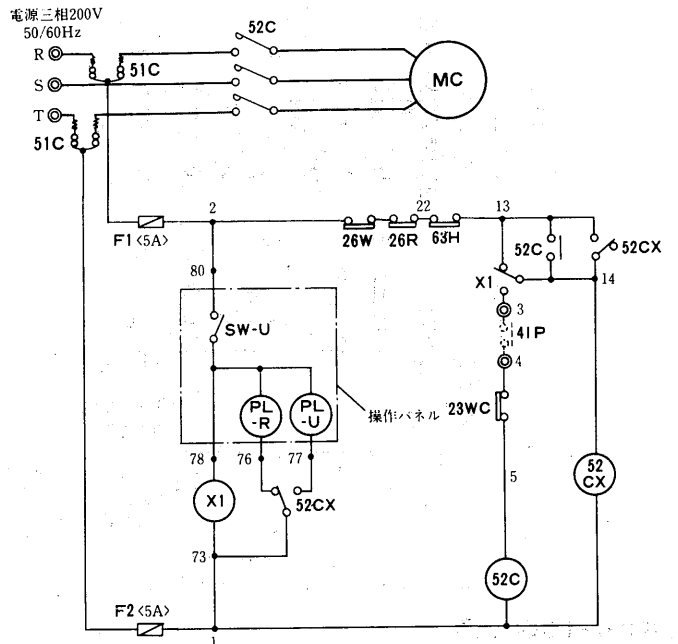 電源三相200V
50/60Hz
52C
R
51C
S
MC
T
51C
2
22
13
F1<5A>
26W
26R
63H
52C
52CX
80
X1
14
SW-U
3
41P
4
PL
-R
PL
-U
操作パネル
23WC
78
76
77
52
CX
X1
52CX
5
73
52C
F2<5A>
1